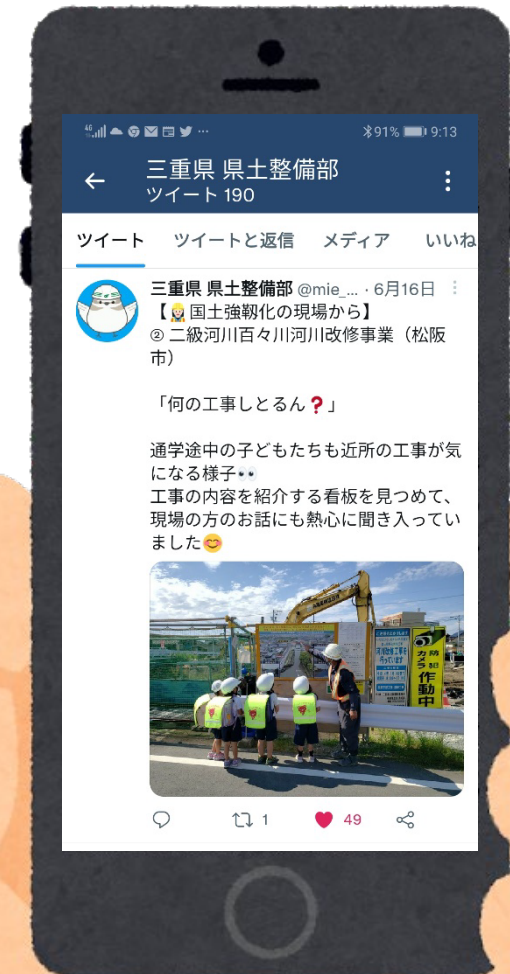 4G
91% 9:13
三重県 県土整備部
ツイート 190
ツイート ツイートと返信 メディア いいね
三重県 県土整備部 @mie_... · 6月16日
【👷国土強靱化の現場から】
② 二級河川百々川河川改修事業（松阪
市）
「何の工事しとるん❓」
通学途中の子どもたちも近所の工事が気
になる様子👀
工事の内容を紹介する看板を見つめて、
現場の方のお話にも熱心に聞き入ってい
ました😊
防犯
カメラ
作動中
1 49